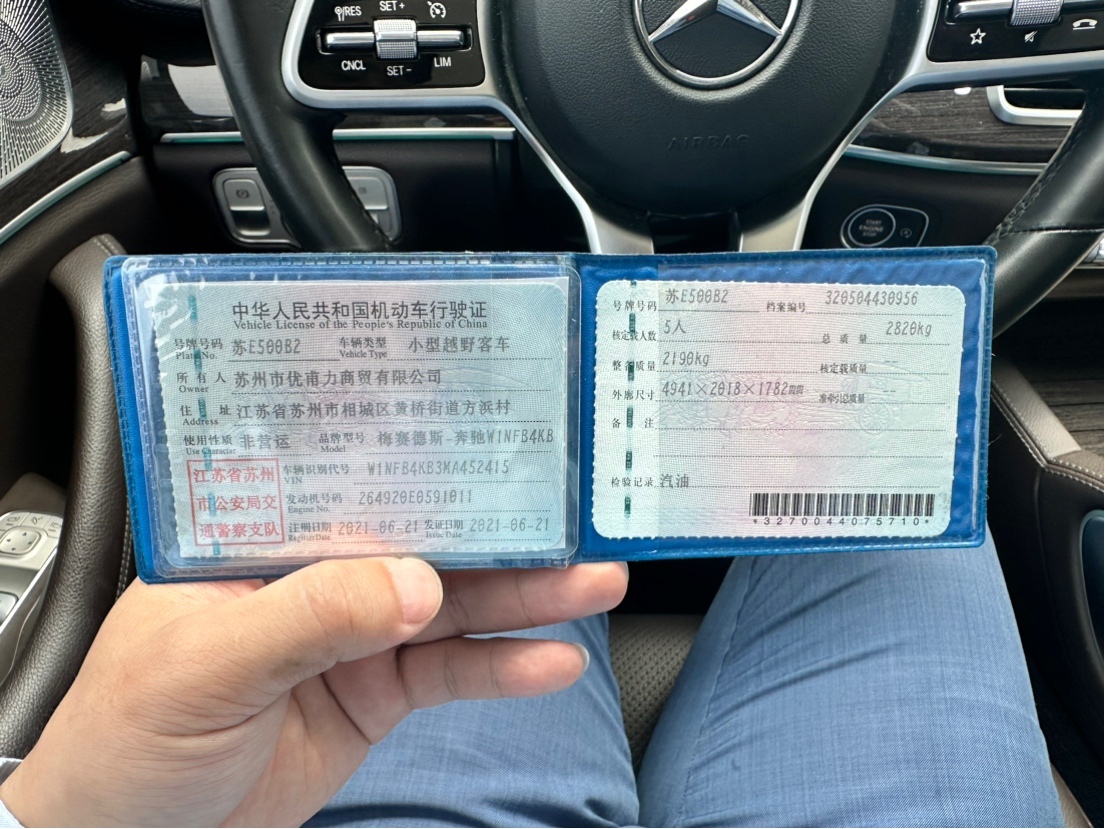 RES
SET+
CNCL
SET-
LIM
AIRBAG
START
ENGINE
STOP
中华人民共和国机动车行驶证
Vehicle License of the People's Republic of China
号牌号码 苏E500B2 车辆类型 小型越野客车
Plate No. Vehicle Type
所有人 苏州市优甫力商贸有限公司
Owner
住址 江苏省苏州市相城区黄桥街道方浜村
Address
使用性质 非营运 品牌型号 梅赛德斯-奔驰W1NFB4KB
Use Character Model
江苏省苏州
市公安局交
通警察支队
车辆识别代号 W1NFB4KB3MA452415
VIN
发动机号码 264920E0591011
Engine No.
注册日期 2021-06-21 发证日期 2021-06-21
Register Date Issue Date
号牌号码 苏E500B2 档案编号 320504430956
核定载人数 5人 总质量 2820kg
整备质量 2190kg 核定载质量 --
外廓尺寸 4941×2018×1782mm 准牵引总质量 --
备注
检验记录 汽油
*3270044075710*